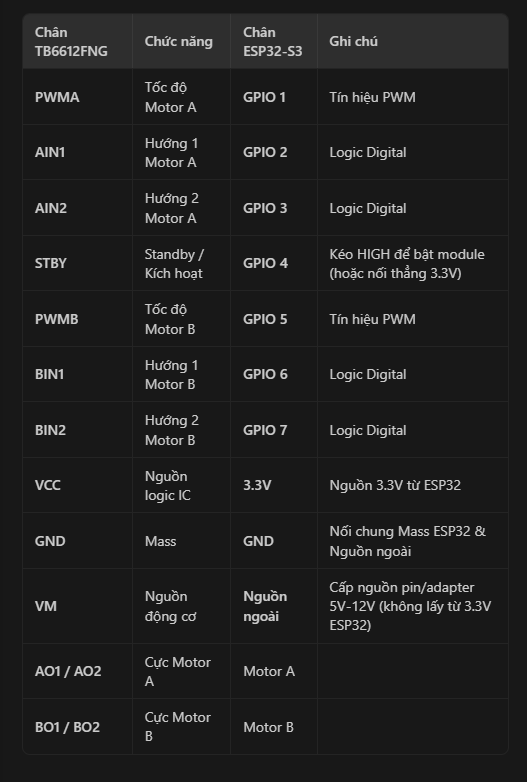 Chân TB6612FNG	Chức năng	Chân ESP32-S3	Ghi chú
PWMA	Tốc độ Motor A	GPIO 1	Tín hiệu PWM
AIN1	Hướng 1 Motor A	GPIO 2	Logic Digital
AIN2	Hướng 2 Motor A	GPIO 3	Logic Digital
STBY	Standby / Kích hoạt	GPIO 4	Kéo HIGH để bật module (hoặc nối thẳng 3.3V)
PWMB	Tốc độ Motor B	GPIO 5	Tín hiệu PWM
BIN1	Hướng 1 Motor B	GPIO 6	Logic Digital
BIN2	Hướng 2 Motor B	GPIO 7	Logic Digital
VCC	Nguồn logic IC	3.3V	Nguồn 3.3V từ ESP32
GND	Mass	GND	Nối chung Mass ESP32 & Nguồn ngoài
VM	Nguồn động cơ	Nguồn ngoài	Cấp nguồn pin/adapter 5V-12V (không lấy từ 3.3V ESP32)
AO1 / AO2	Cực Motor A	Motor A
BO1 / BO2	Cực Motor B	Motor B